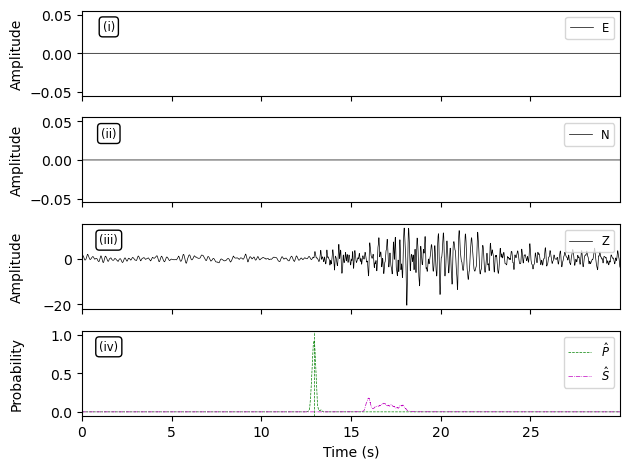 0.05
(i)
E
Amplitude
0.00
−0.05
0.05
(ii)
N
Amplitude
0.00
−0.05
(iii)
Z
Amplitude
0
−20
1.0
(iv)
P̂
Ŝ
Probability
0.5
0.0
0 5 10 15 20 25
Time (s)